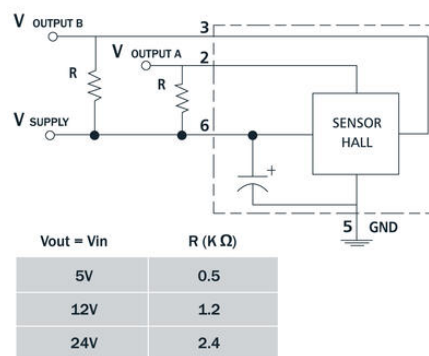 V OUTPUT B
3
V OUTPUT A
2
R
R
V SUPPLY
6
SENSOR
HALL
+
5 GND
Vout = Vin R (K Ω)
5V 0.5
12V 1.2
24V 2.4